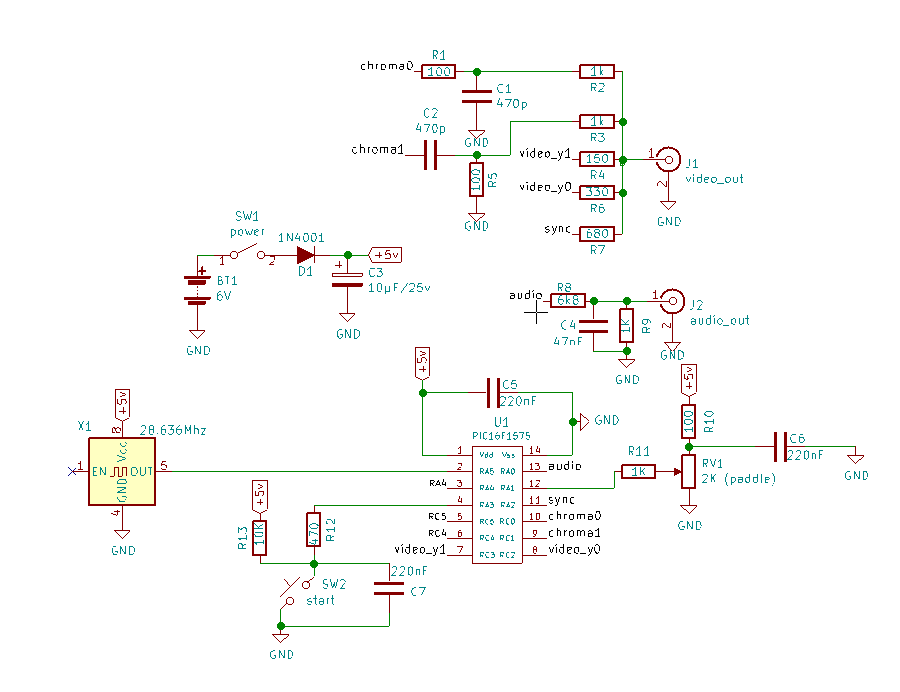 R1
chroma0
100
1k
R2
C1
470p
GND
C2
470p
1k
R3
chroma1
100
R5
GND
video_y1
150
R4
1
J1
video_out
2
GND
video_y0
330
R6
sync
680
R7
SW1
power
1
2
1N4001
D1
+5v
+
C3
10µF/25v
GND
+
BT1
6V
GND
audio
R8
6k8
C4
47nF
1K
R9
GND
1
J2
audio_out
2
GND
+5v
C5
220nF
GND
U1
PIC16F1575
+5v
100
R10
C6
220nF
GND
R11
1K
RV1
2K (paddle)
GND
X1
+5v
8
28.636Mhz
Vcc
1
EN
OUT
5
GND
4
GND
1 Vdd Vss 14
2 RA5 RA0 13 audio
RA4 3 RA4 RA1 12
4 RA3 RA2 11 sync
RC5 5 RC5 RC0 10 chroma0
RC4 6 RC4 RC1 9 chroma1
video_y1 7 RC3 RC2 8 video_y0
+5v
R13
10K
470
R12
220nF
C7
SW2
start
GND